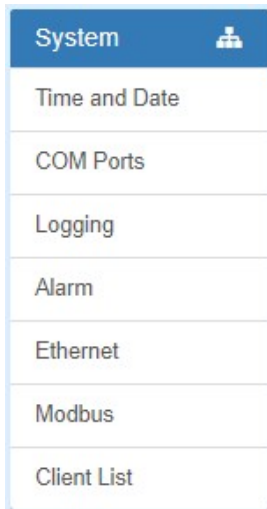 System
Time and Date
COM Ports
Logging
Alarm
Ethernet
Modbus
Client List